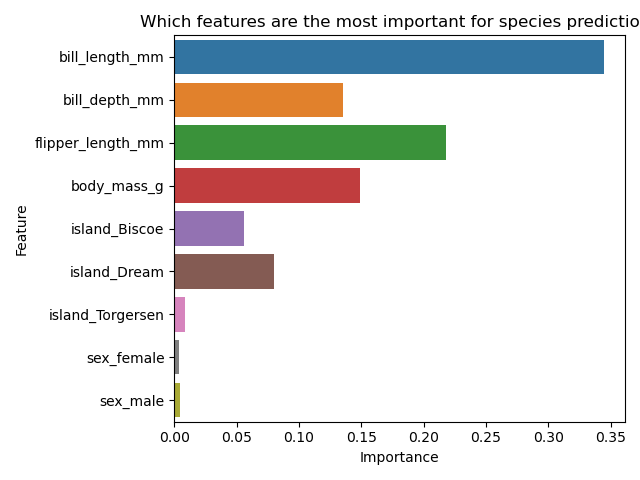 Which features are the most important for species predictio
bill_length_mm
bill_depth_mm
flipper_length_mm
body_mass_g
island_Biscoe
island_Dream
island_Torgersen
sex_female
sex_male
Feature
0.00 0.05 0.10 0.15 0.20 0.25 0.30 0.35
Importance